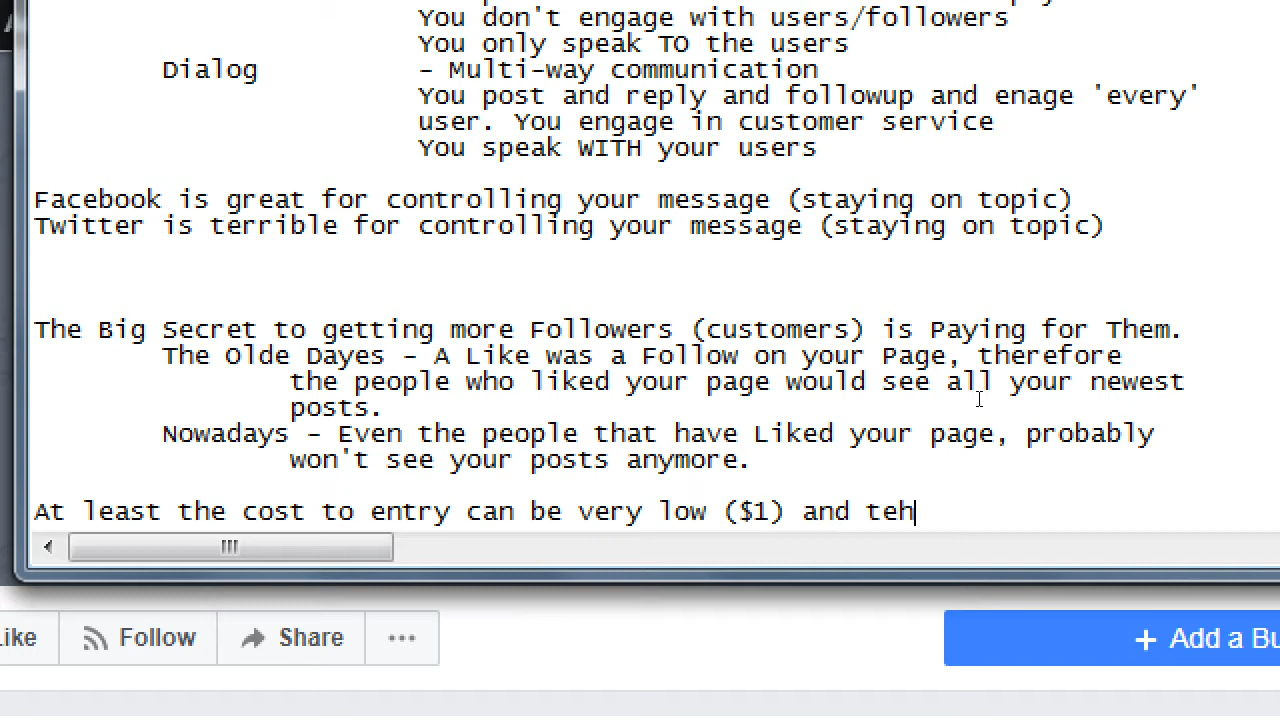 You don't engage with users/followers
You only speak TO the users
Dialog - Multi-way communication
You post and reply and followup and enage 'every'
user. You engage in customer service
You speak WITH your users
Facebook is great for controlling your message (staying on topic)
Twitter is terrible for controlling your message (staying on topic)
The Big Secret to getting more Followers (customers) is Paying for Them.
The Olde Dayes - A Like was a Follow on your Page, therefore
the people who liked your page would see all your newest
posts.
Nowadays - Even the people that have Liked your page, probably
won't see your posts anymore.
At least the cost to entry can be very low ($1) and teh
Follow Share ... + Add a